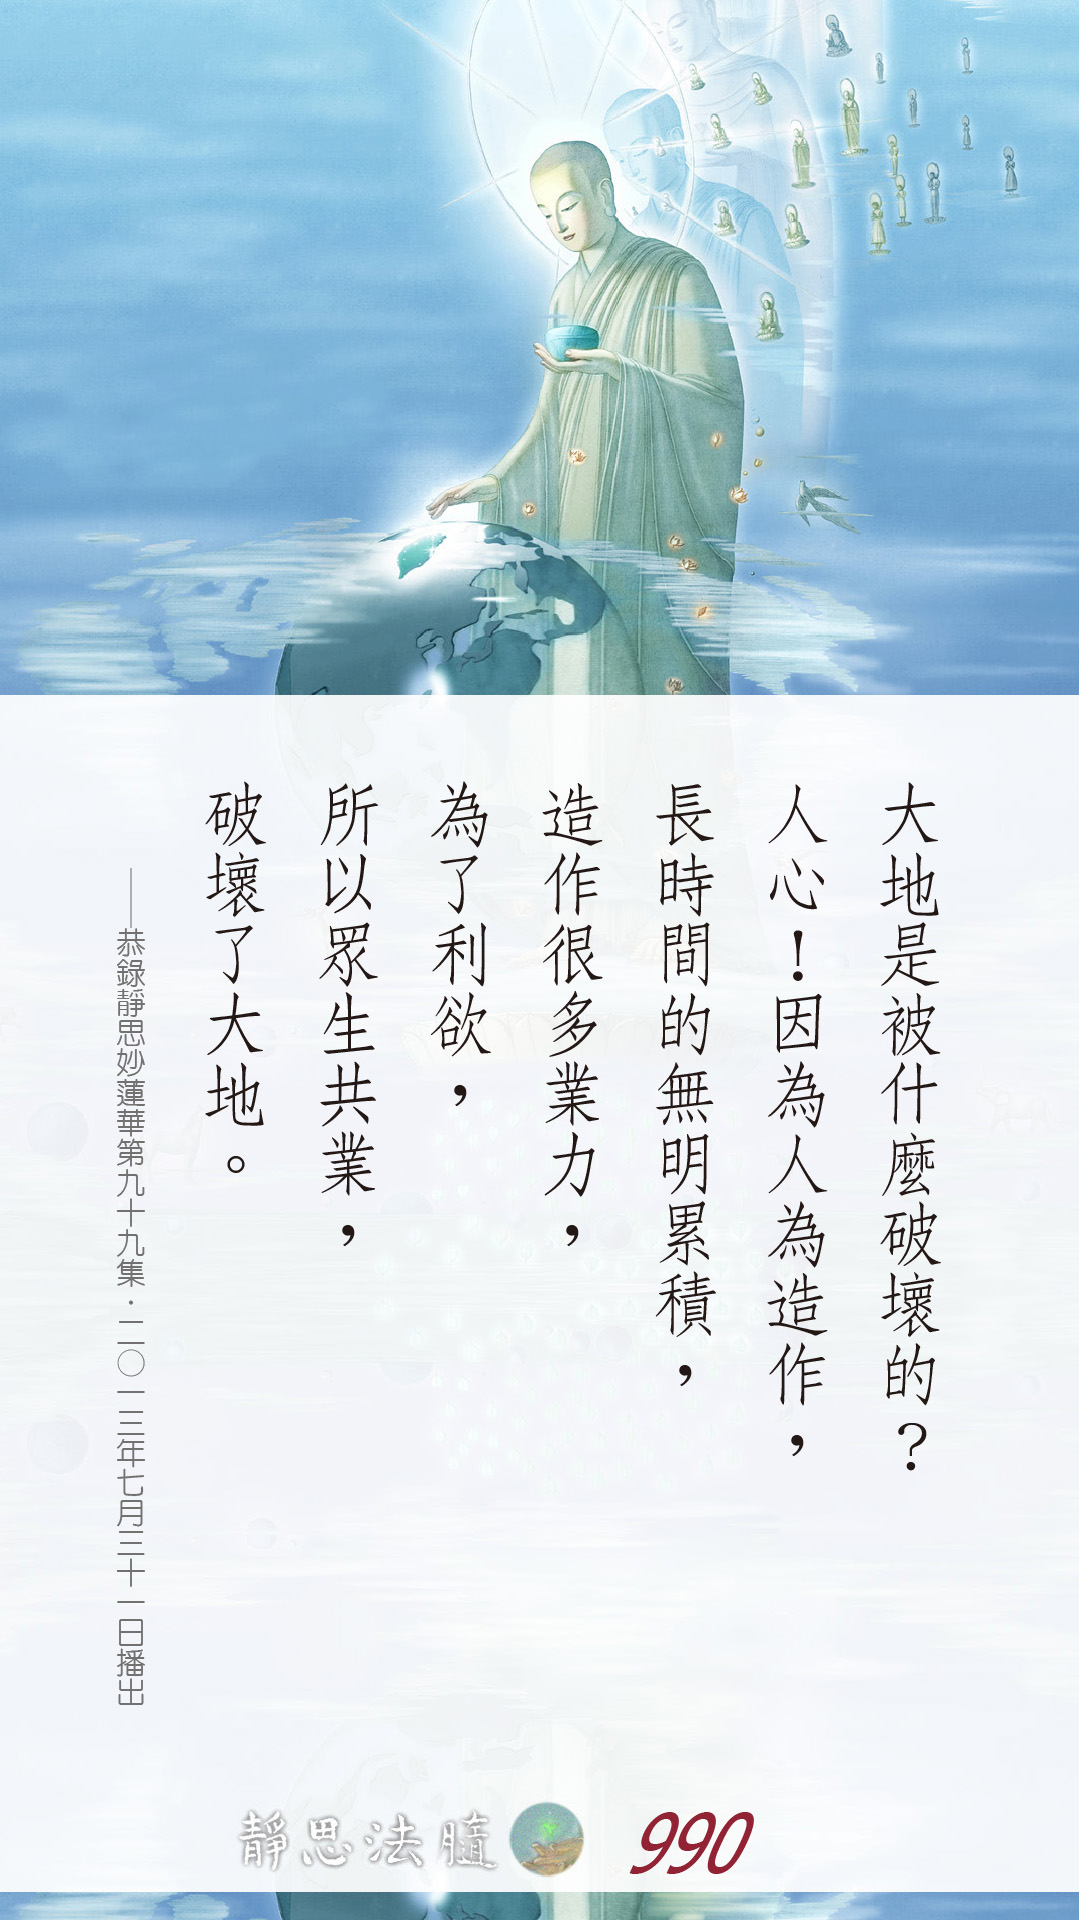 大地是被什麼破壞的？
人心！因為人為造作，
長時間的無明累積，
造作很多業力，
為了利欲，
所以眾生共業，
破壞了大地。
——恭錄靜思妙蓮華第九十九集．二〇一三年七月三十一日播出
靜思法髓 990